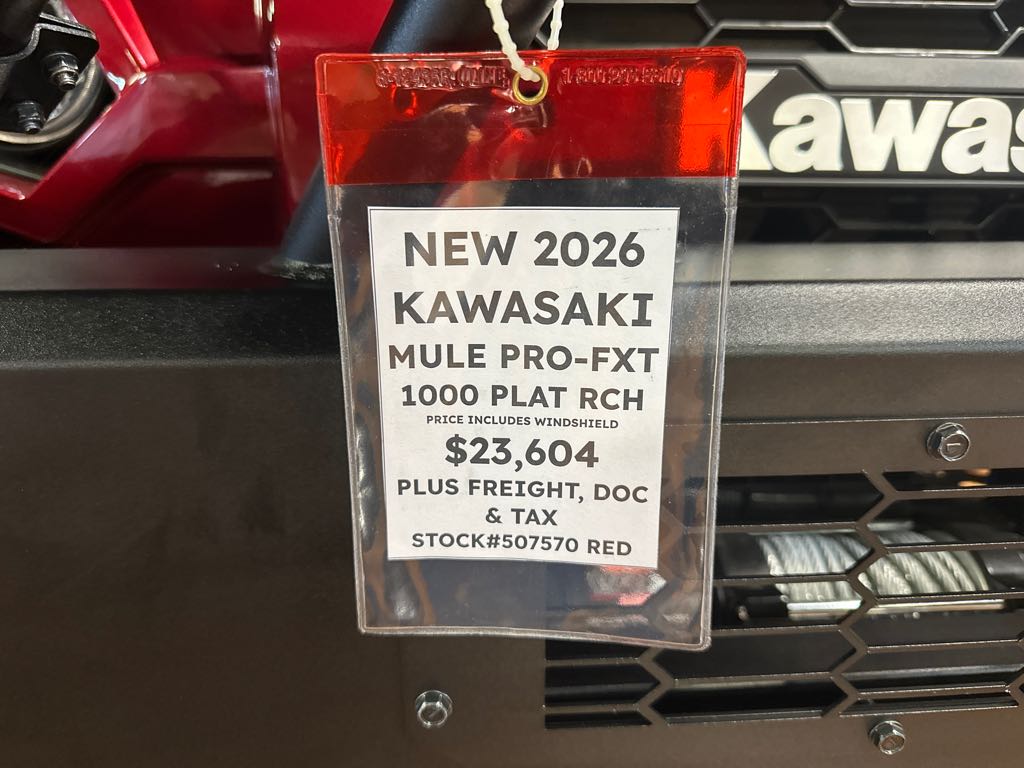 Kawas
NEW 2026
KAWASAKI
MULE PRO-FXT
1000 PLAT RCH
PRICE INCLUDES WINDSHIELD
$23,604
PLUS FREIGHT, DOC
& TAX
STOCK#507570 RED